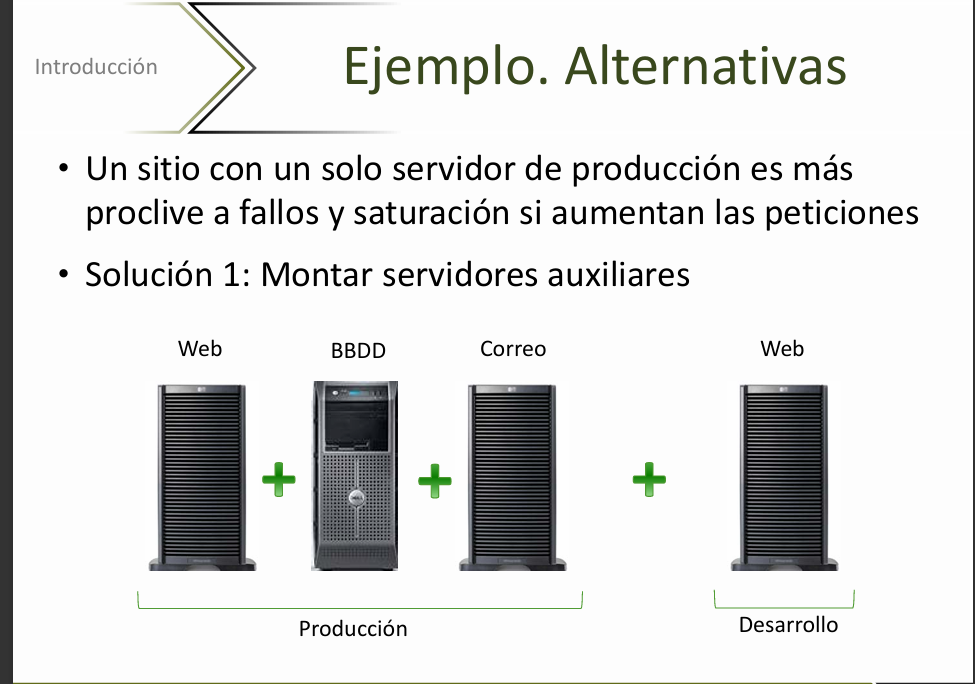 Introducción
Ejemplo. Alternativas
• Un sitio con un solo servidor de producción es más
proclive a fallos y saturación si aumentan las peticiones
• Solución 1: Montar servidores auxiliares
Web BBDD Correo Web
Producción
Desarrollo